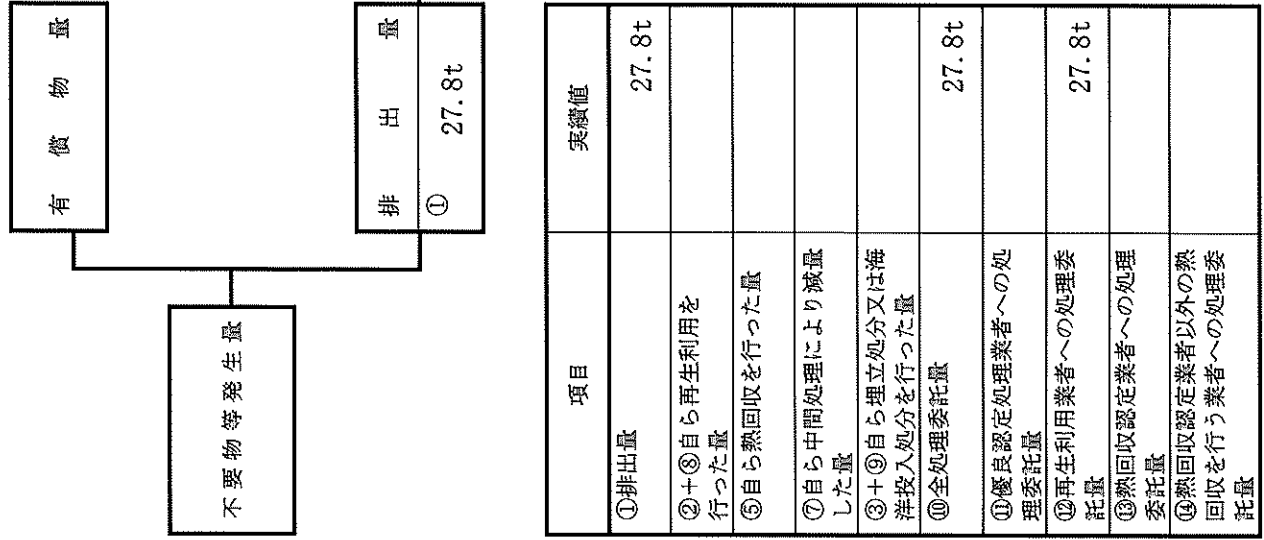 不要物等発生量
有償物量
排出量
① 27.8t
項目 実績値
①排出量 27.8t
②+⑧自ら再生利用を
行った量
⑤自ら熱回収を行った量
⑦自ら中間処理により減量
した量
③+⑨自ら埋立処分又は海
洋投入処分を行った量
⑩全処理委託量 27.8t
⑪優良認定処理業者への処
理委託量
⑫再生利用業者への処理委
託量 27.8t
⑬熱回収認定業者への処理
委託量
⑭熱回収認定業者以外の熱
回収を行う業者への処理委
託量